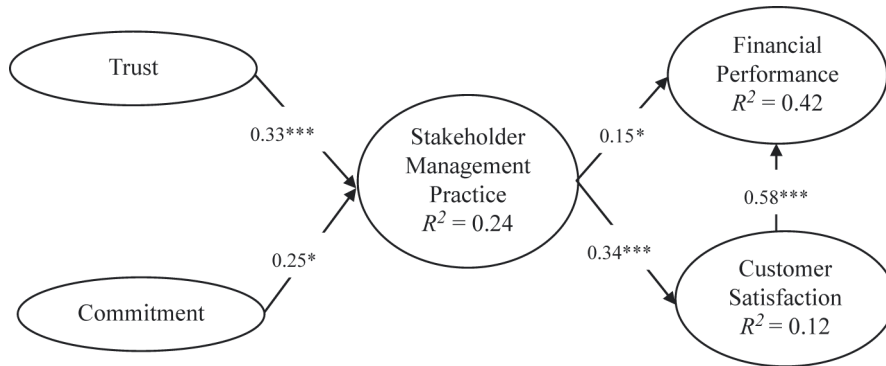 Trust
0.33***
Commitment
0.25*
Stakeholder
Management
Practice
R² = 0.24
0.15*
0.34***
Financial
Performance
R² = 0.42
0.58***
Customer
Satisfaction
R² = 0.12